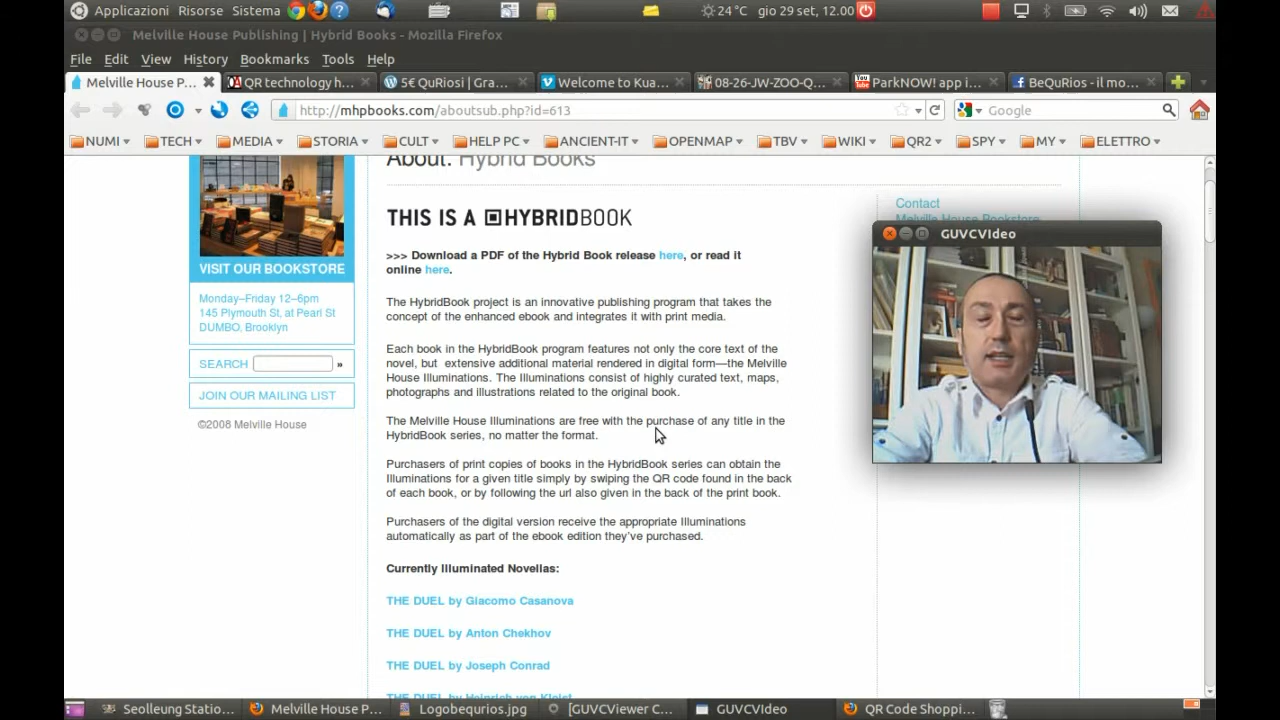 Applicazioni Risorse Sistema 24 °C gio 29 set, 12.00
Melville House Publishing | Hybrid Books - Mozilla Firefox
File Edit View History Bookmarks Tools Help
Melville House P... QR technology h... 5€ QuRiosi | Gra... Welcome to Kua... 08-26-JW-ZOO-Q... ParkNOW! app i... BeQuRios - il mo...
http://mhpbooks.com/aboutsub.php?id=613 Google
NUMI TECH MEDIA STORIA CULT HELP PC ANCIENT-IT OPENMAP TBV WIKI QR2 SPY MY ELETTRO
VISIT OUR BOOKSTORE
Monday–Friday 12–6pm
145 Plymouth St, at Pearl St
DUMBO, Brooklyn
SEARCH »
JOIN OUR MAILING LIST
©2008 Melville House
About: Hybrid Books
THIS IS A HYBRIDBOOK
>>> Download a PDF of the Hybrid Book release here, or read it
online here.
The HybridBook project is an innovative publishing program that takes the
concept of the enhanced ebook and integrates it with print media.
Each book in the HybridBook program features not only the core text of the
novel, but extensive additional material rendered in digital form—the Melville
House Illuminations. The Illuminations consist of highly curated text, maps,
photographs and illustrations related to the original book.
The Melville House Illuminations are free with the purchase of any title in the
HybridBook series, no matter the format.
Purchasers of print copies of books in the HybridBook series can obtain the
Illuminations for a given title simply by swiping the QR code found in the back
of each book, or by following the url also given in the back of the print book.
Purchasers of the digital version receive the appropriate Illuminations
automatically as part of the ebook edition they've purchased.
Currently Illuminated Novellas:
THE DUEL by Giacomo Casanova
THE DUEL by Anton Chekhov
THE DUEL by Joseph Conrad
THE DUEL by Heinrich von Kleist
Contact
Melville House Bookstore
GUVCVIdeo
Seolleung Statio... Melville House P... Logobequrios.jpg [GUVCViewer C... GUVCVIdeo QR Code Shoppi...